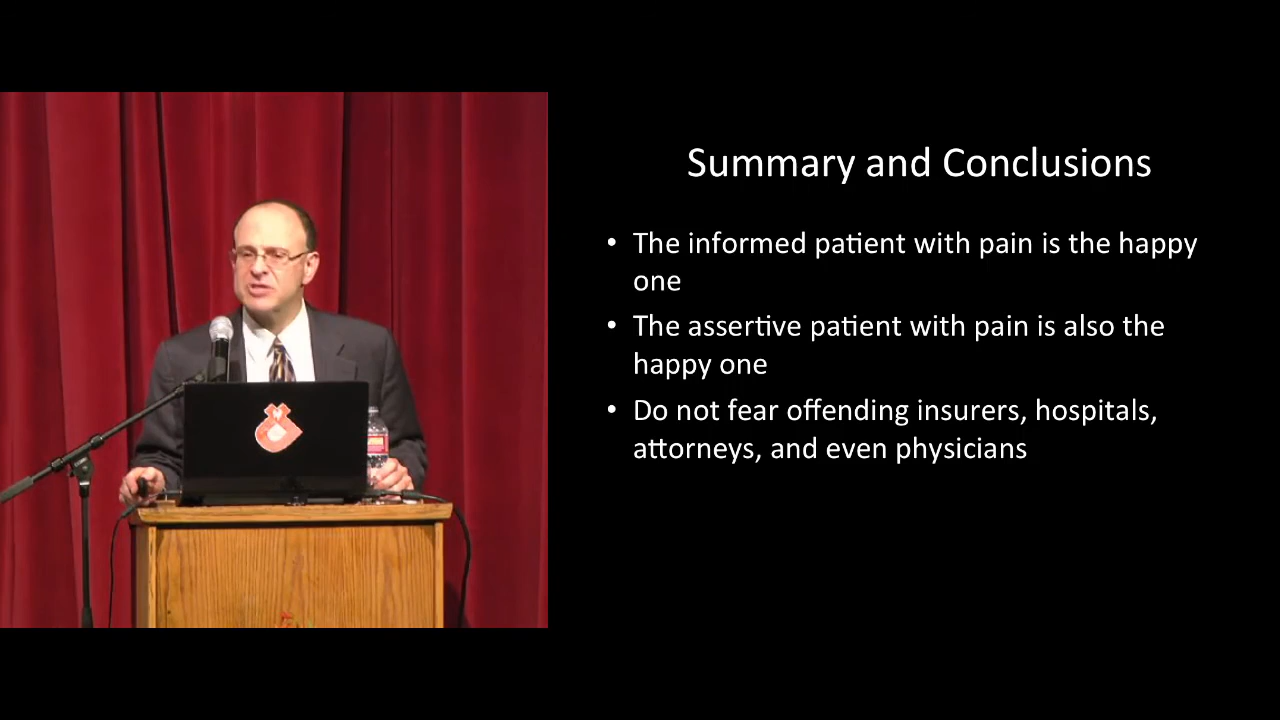 Summary and Conclusions
• The informed patient with pain is the happy
one
• The assertive patient with pain is also the
happy one
• Do not fear offending insurers, hospitals,
attorneys, and even physicians